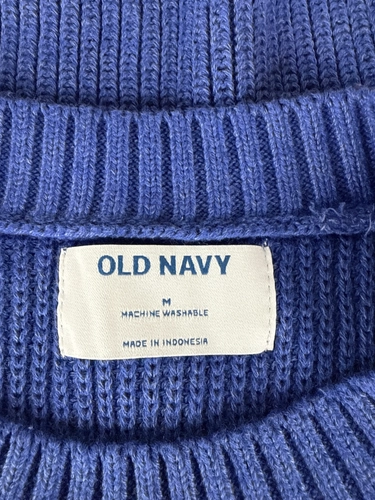 OLD NAVY
M
MACHINE WASHABLE
MADE IN INDONESIA